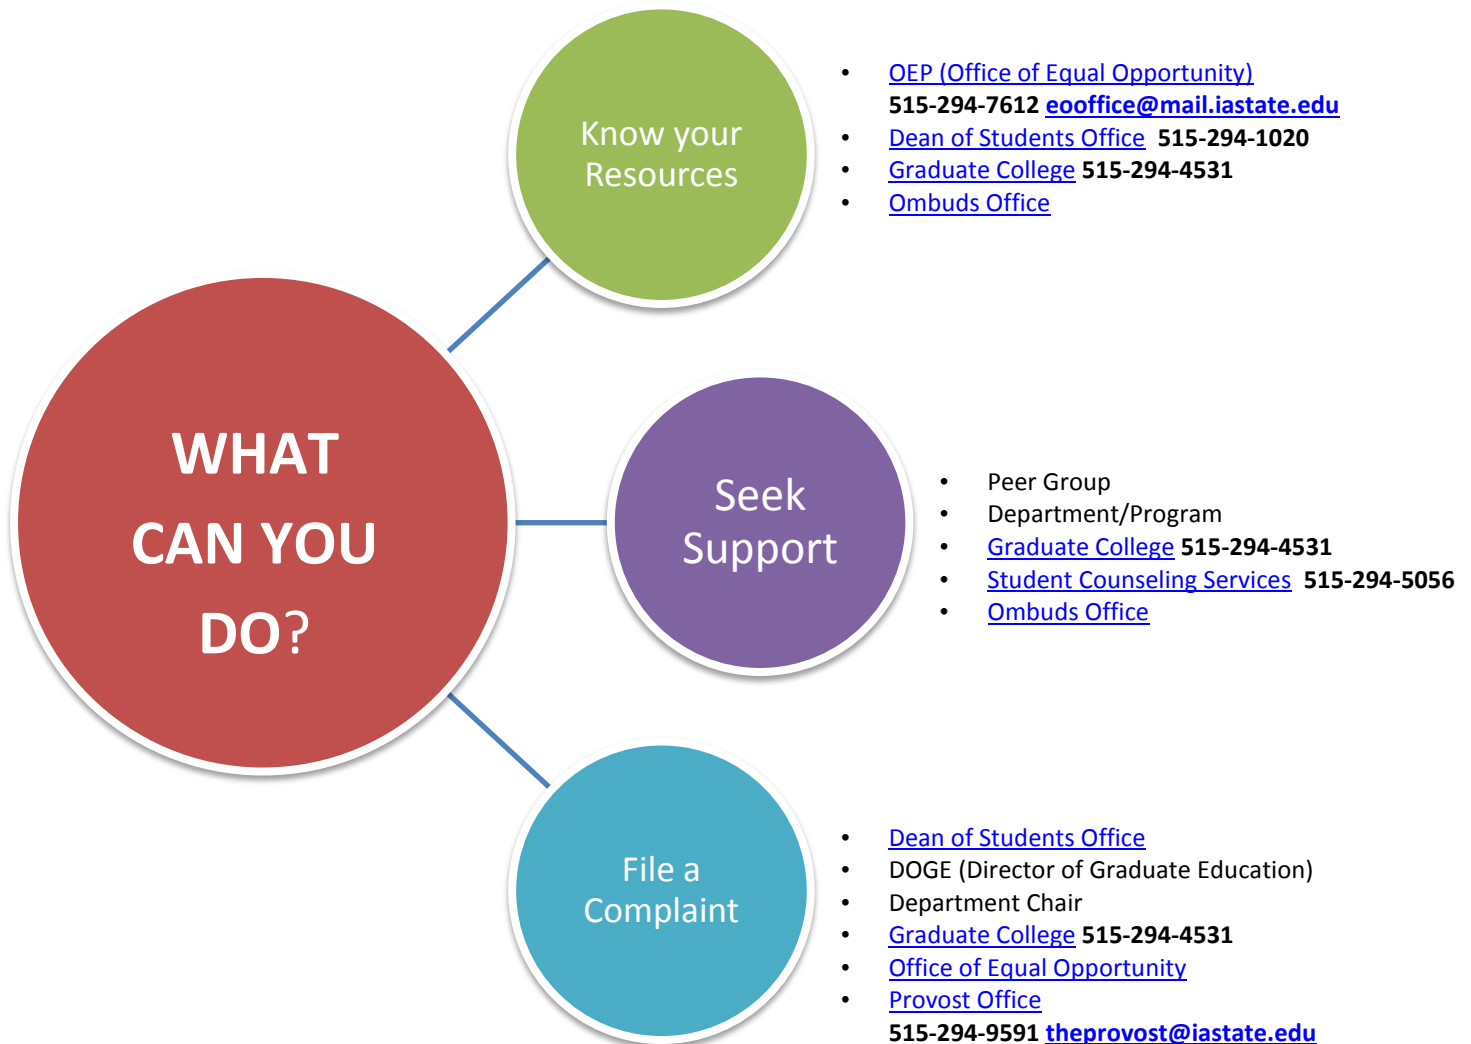 Know your
Resources
• OEP (Office of Equal Opportunity)
515-294-7612 eooffice@mail.iastate.edu
• Dean of Students Office 515-294-1020
• Graduate College 515-294-4531
• Ombuds Office
WHAT
CAN YOU
DO?
Seek
Support
• Peer Group
• Department/Program
• Graduate College 515-294-4531
• Student Counseling Services 515-294-5056
• Ombuds Office
File a
Complaint
• Dean of Students Office
• DOGE (Director of Graduate Education)
• Department Chair
• Graduate College 515-294-4531
• Office of Equal Opportunity
• Provost Office
515-294-9591 theprovost@iastate.edu